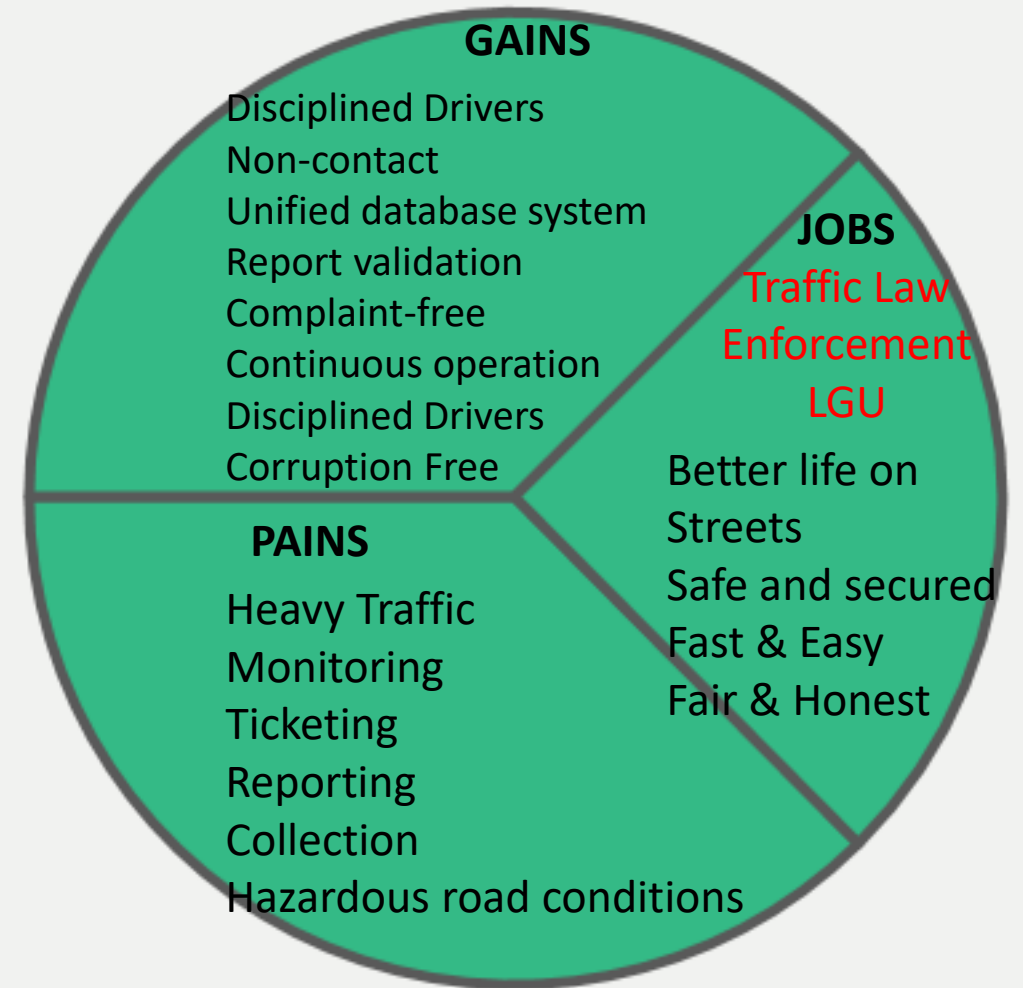 GAINS
Disciplined Drivers
Non-contact
Unified database system
Report validation
Complaint-free
Continuous operation
Disciplined Drivers
Corruption Free
JOBS
Traffic Law
Enforcement
LGU
Better life on
Streets
Safe and secured
Fast & Easy
Fair & Honest
PAINS
Heavy Traffic
Monitoring
Ticketing
Reporting
Collection
Hazardous road conditions